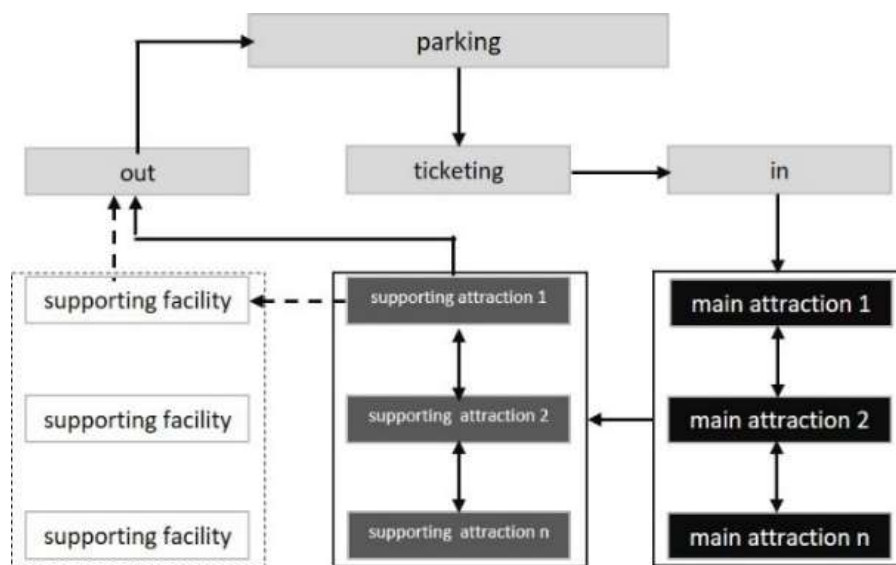 parking
out
ticketing
in
supporting facility
supporting attraction 1
main attraction 1
supporting facility
supporting attraction 2
main attraction 2
supporting facility
supporting attraction n
main attraction n